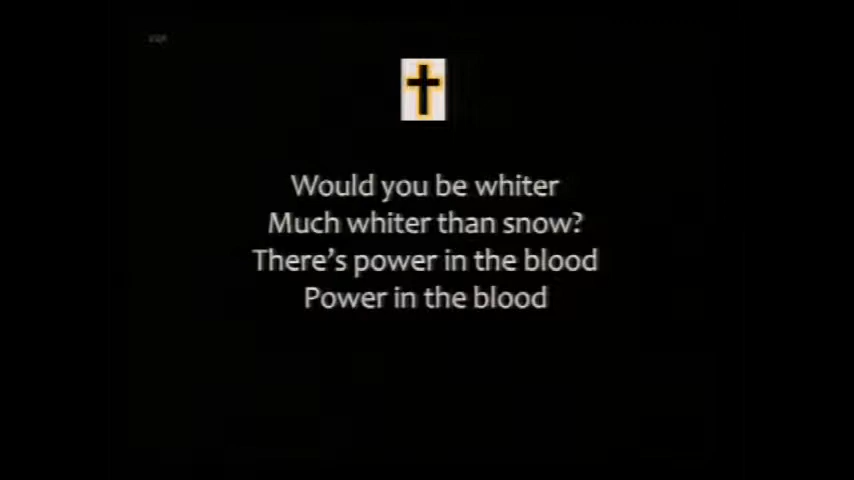 Would you be whiter
Much whiter than snow?
There's power in the blood
Power in the blood